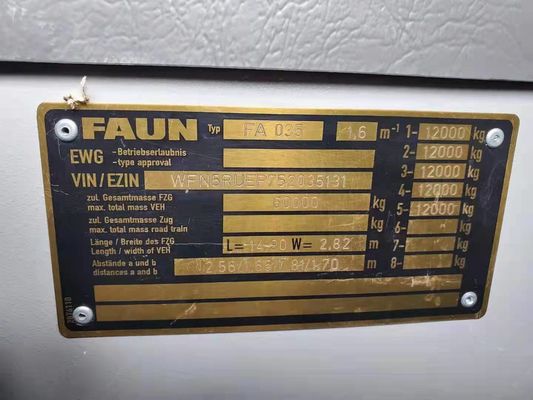 FAUN Typ FA 035 1,6 m-1 1- 12000 kg
EWG -Betriebserlaubnis
-type approval
2- 12000 kg
VIN/EZIN
3- 12000 kg
zul. Gesamtmasse FZG
max. total mass VEH
60000 kg
4- 12000 kg
zul. Gesamtmasse Zug
max. total mass road train
kg
5- 12000 kg
Länge / Breite des FZG
Length / width of VEH
L= W= 2,82 m
6- kg
7- kg
Abstände a und b
distances a and b
m
8- kg